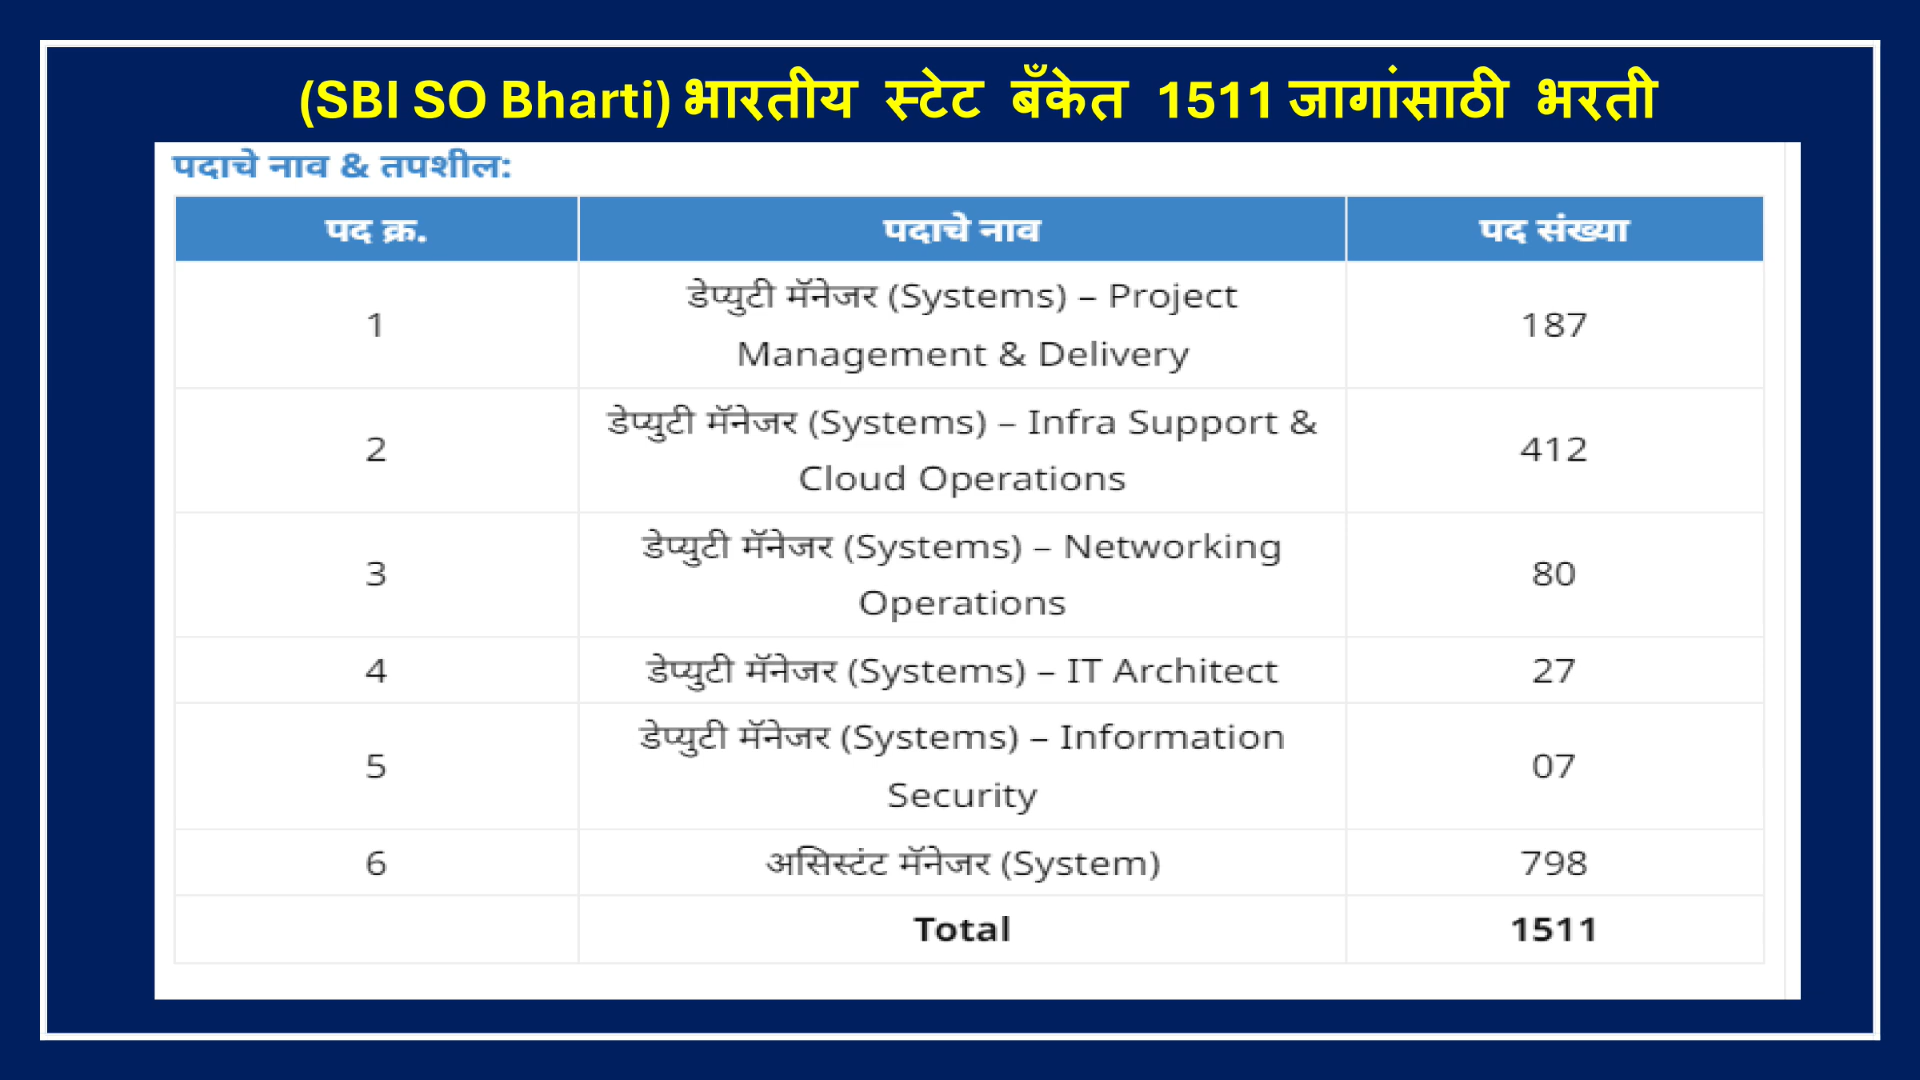 (SBI SO Bharti) भारतीय स्टेट बँकेत 1511 जागांसाठी भरती
पदाचे नाव & तपशील:
पद क्र. पदाचे नाव पद संख्या
1 डेप्युटी मॅनेजर (Systems) – Project 187
Management & Delivery
2 डेप्युटी मॅनेजर (Systems) – Infra Support & 412
Cloud Operations
3 डेप्युटी मॅनेजर (Systems) – Networking 80
Operations
4 डेप्युटी मॅनेजर (Systems) – IT Architect 27
5 डेप्युटी मॅनेजर (Systems) – Information 07
Security
6 असिस्टंट मॅनेजर (System) 798
Total 1511